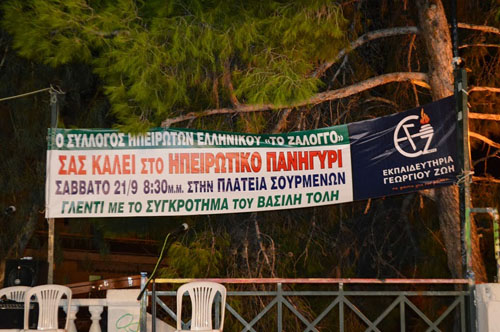 Ο ΣΥΛΛΟΓΟΣ ΗΠΕΙΡΩΤΩΝ ΕΛΛΗΝΙΚΟΥ «ΤΟ ΖΑΛΟΓΓΟ»
ΣΑΣ ΚΑΛΕΙ ΣΤΟ ΗΠΕΙΡΩΤΙΚΟ ΠΑΝΗΓΥΡΙ
ΣΑΒΒΑΤΟ 21/9 8:30Μ.Μ. ΣΤΗΝ ΠΛΑΤΕΙΑ ΣΟΥΡΜΕΝΩΝ
ΓΛΕΝΤΙ ΜΕ ΤΟ ΣΥΓΚΡΟΤΗΜΑ ΤΟΥ ΒΑΣΙΛΗ ΤΟΛΗ
ΕΚΠΑΙΔΕΥΤΗΡΙΑ
ΓΕΩΡΓΙΟΥ ΖΩΗ